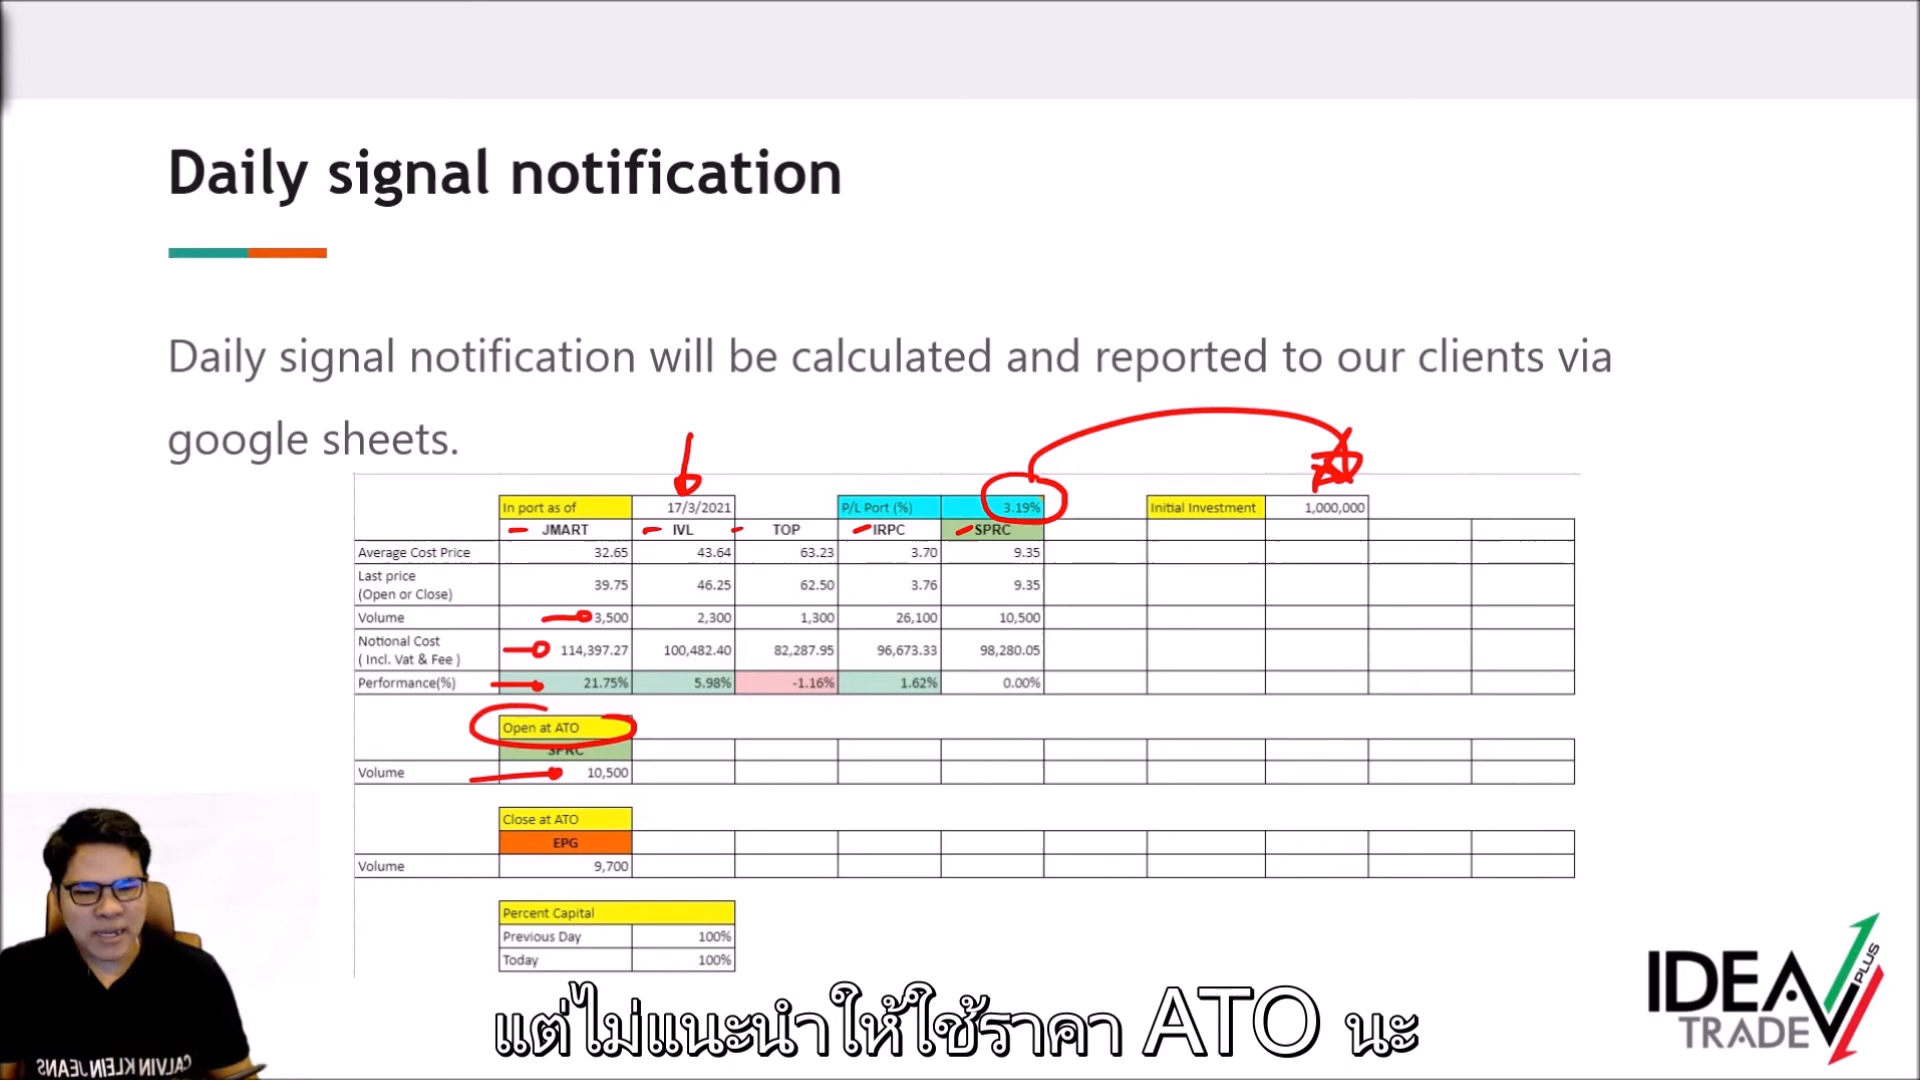 Daily signal notification
Daily signal notification will be calculated and reported to our clients via
google sheets.
In port as of 17/3/2021 P/L Port (%) 3.19% Initial Investment 1,000,000
JMART IVL TOP IRPC SPRC
Average Cost Price 32.65 43.64 63.23 3.70 9.35
Last price
(Open or Close) 39.75 46.25 62.50 3.76 9.35
Volume 3,500 2,300 1,300 26,100 10,500
Notional Cost
( Incl. Vat & Fee ) 114,397.27 100,482.40 82,287.95 96,673.33 98,280.05
Performance(%) 21.75% 5.98% -1.16% 1.62% 0.00%
Open at ATO
SPRC
Volume 10,500
Close at ATO
EPG
Volume 9,700
Percent Capital
Previous Day 100%
Today 100%
แต่ไม่แนะนำให้ใช้ราคา ATO นะ
IDEA
TRADE
PLUS
CALVIN KLEIN JEANS